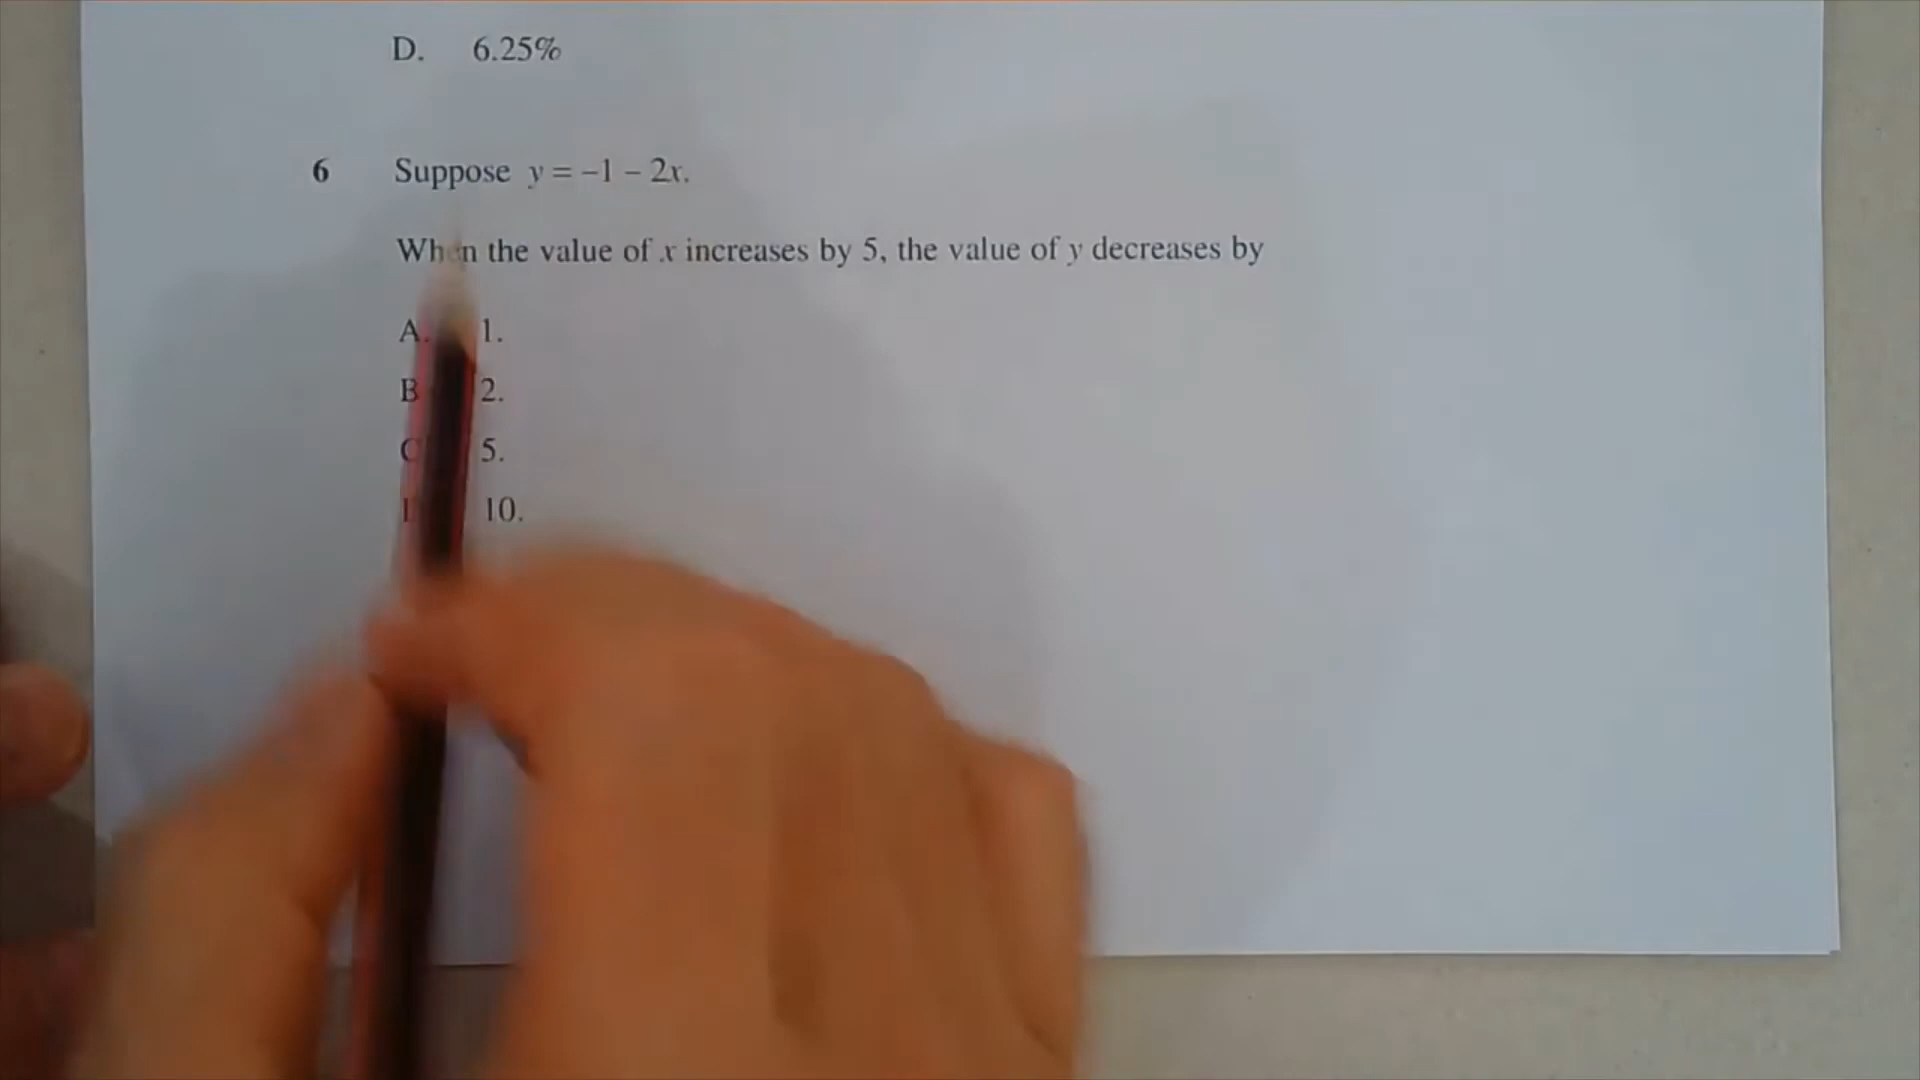 D. 6.25%
6 Suppose y = −1 − 2x.
When the value of x increases by 5, the value of y decreases by
A. 1.
B 2.
C 5.
10.